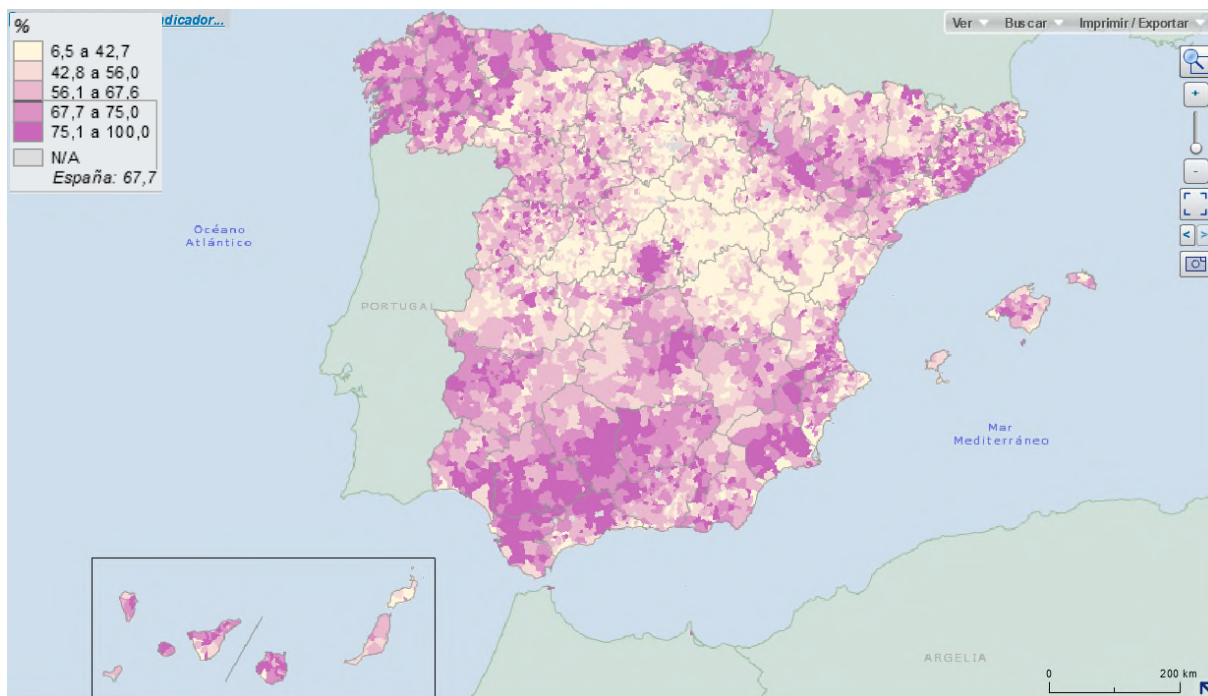 indicador...
%
6,5 a 42,7
42,8 a 56,0
56,1 a 67,6
67,7 a 75,0
75,1 a 100,0
N/A
España: 67,7
Ver
Buscar
Imprimir / Exportar
+
-
< >
Océano
Atlántico
PORTUGAL
Mar
Mediterráneo
ARGELIA
0 200 km